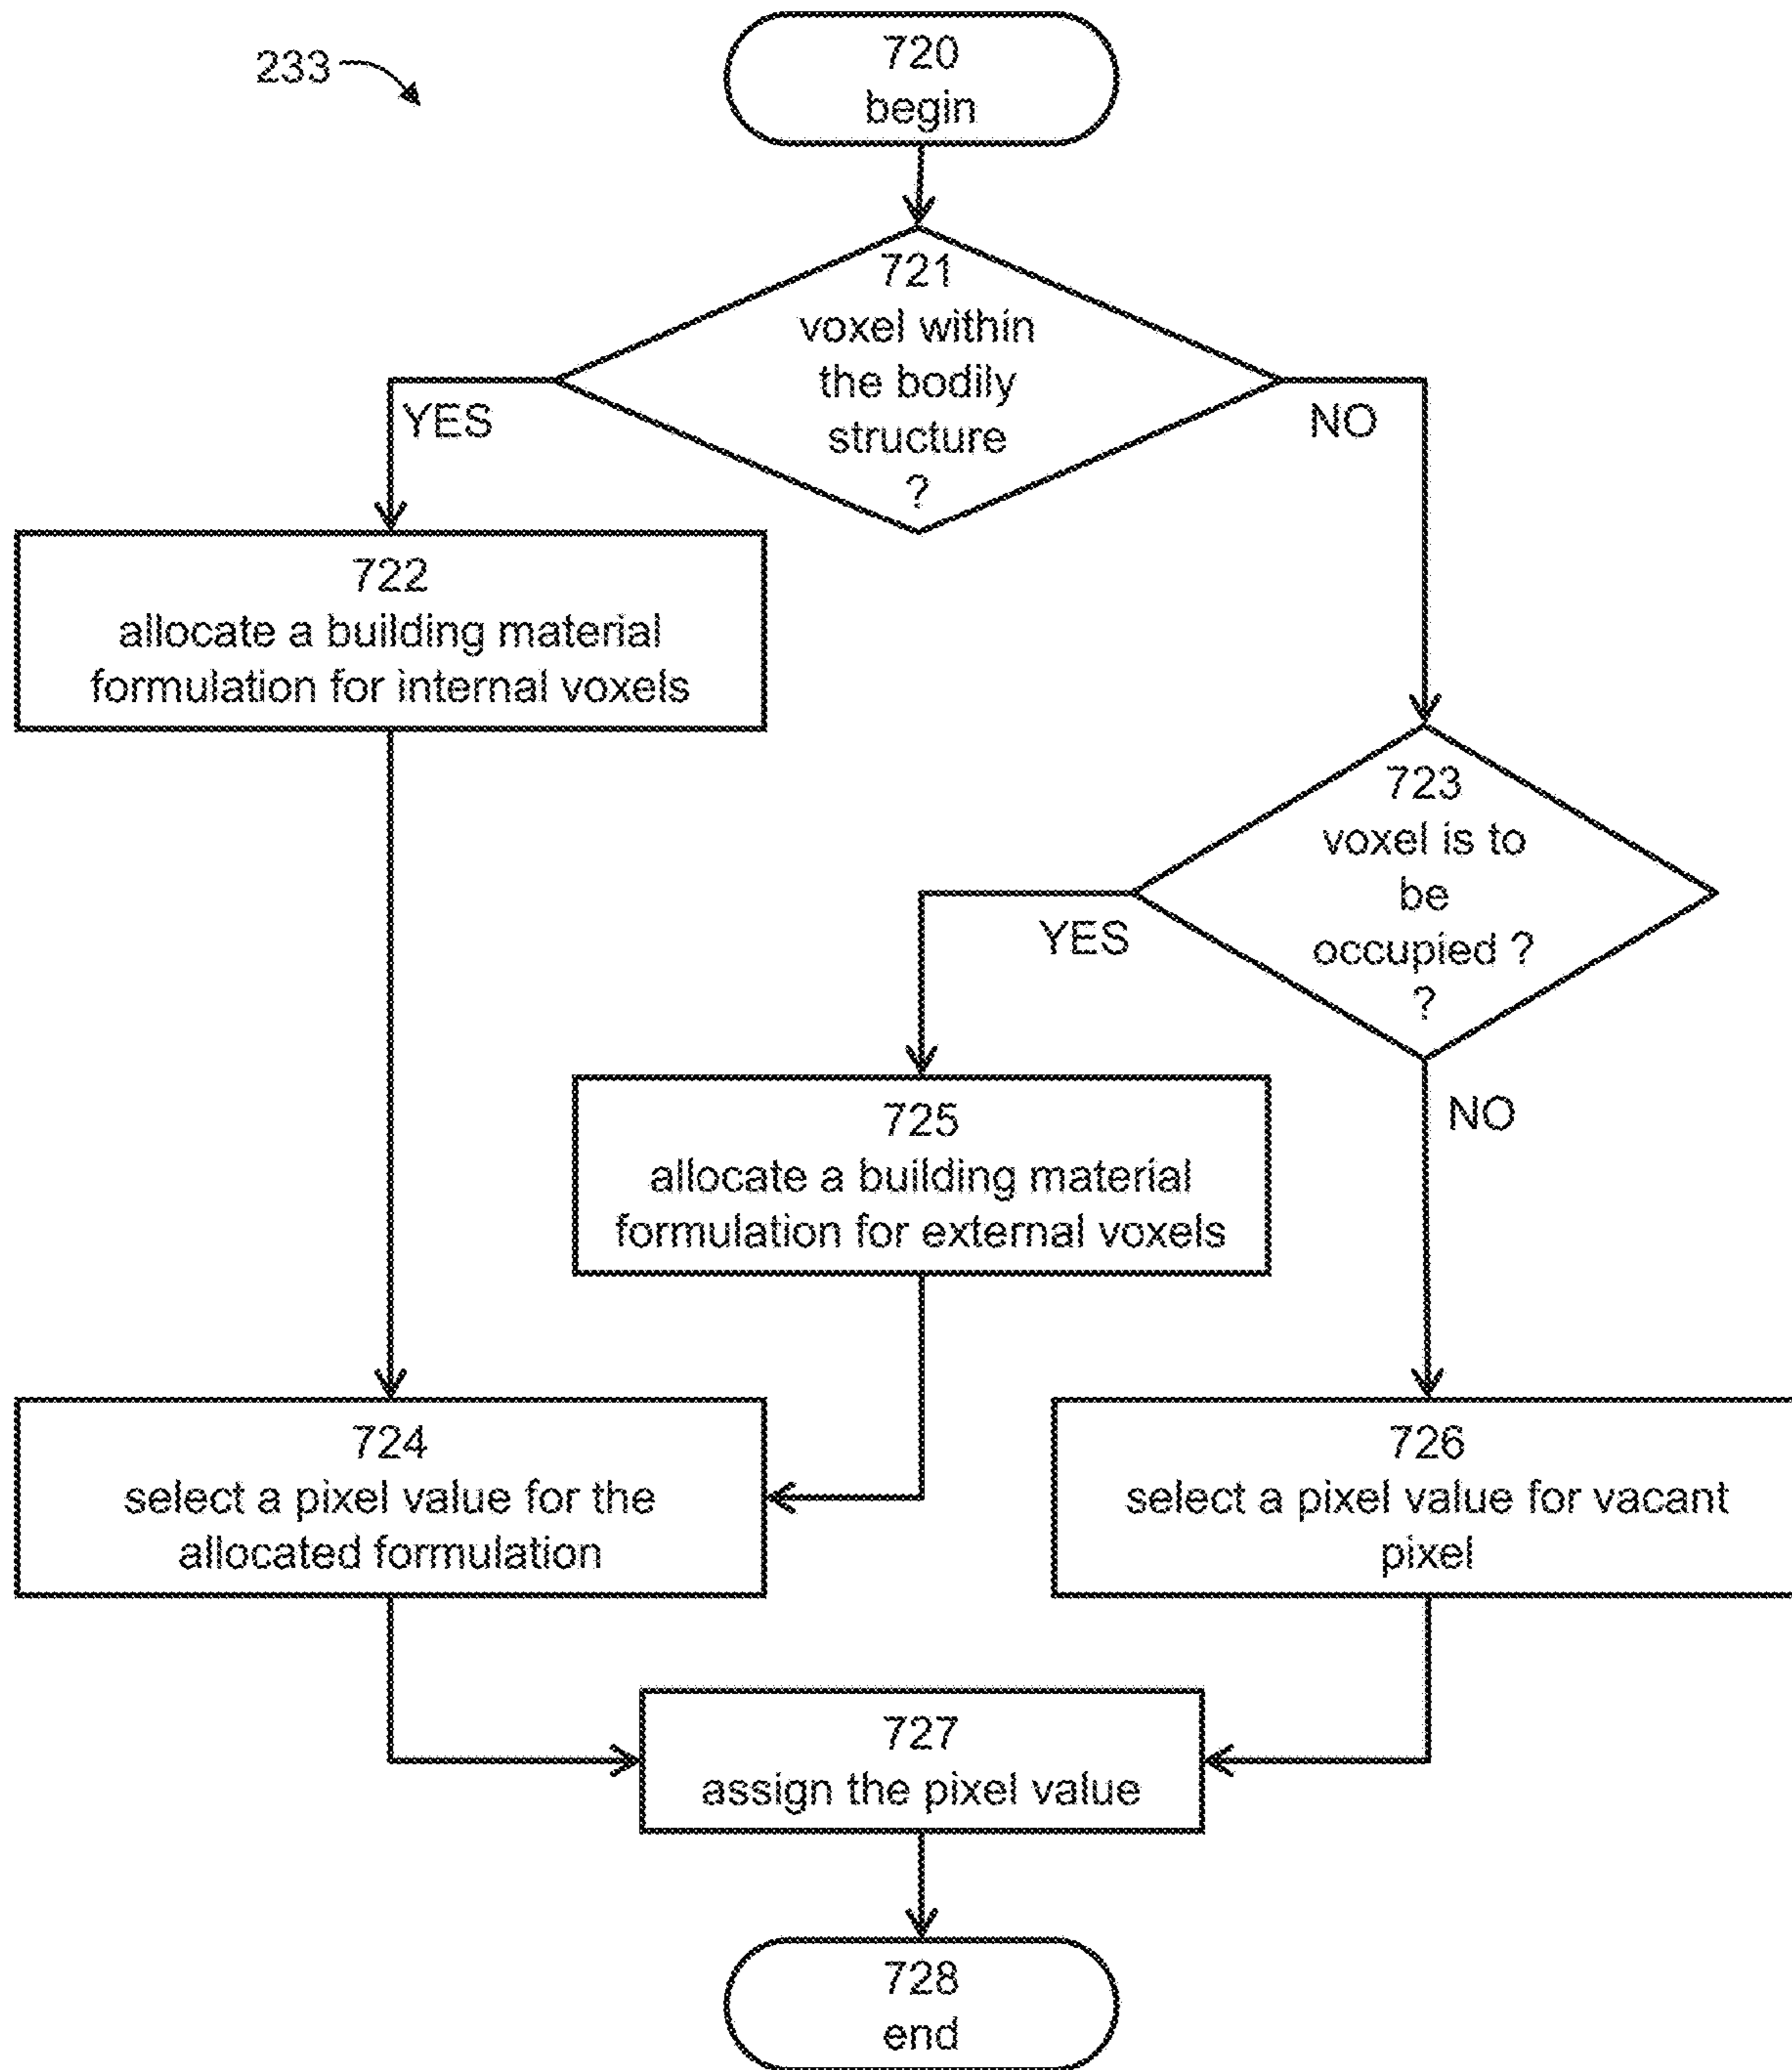 233
720
begin
721
voxel within
the bodily
structure
?
YES
NO
722
allocate a building material
formulation for internal voxels
723
voxel is to
be
occupied ?
?
YES
NO
725
allocate a building material
formulation for external voxels
724
select a pixel value for the
allocated formulation
726
select a pixel value for vacant
pixel
727
assign the pixel value
728
end